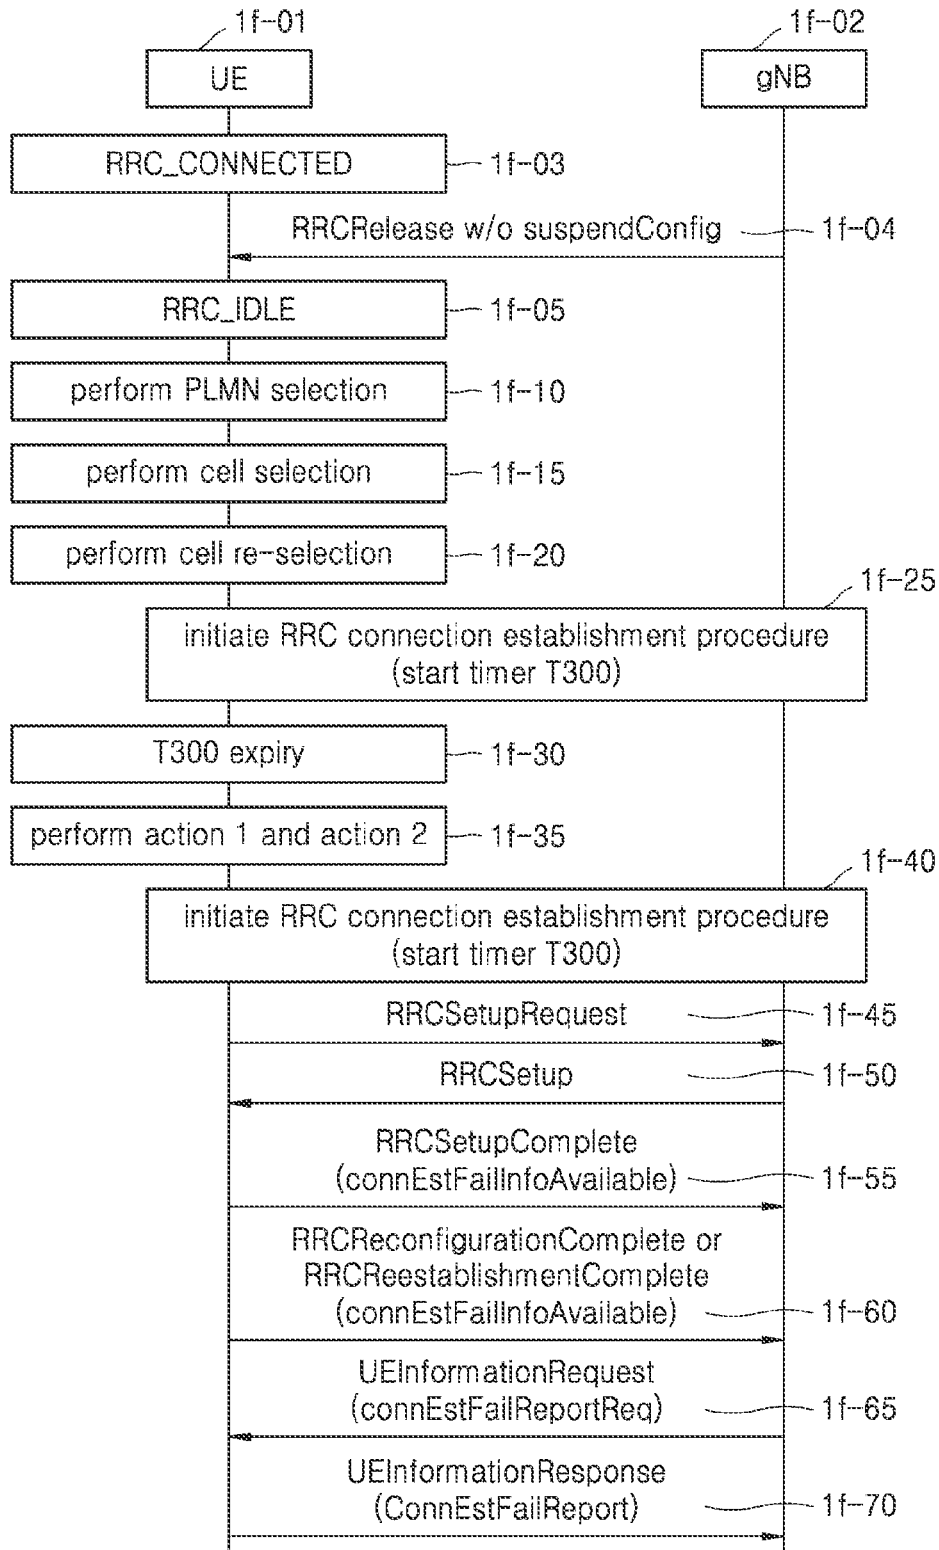 1f-01
1f-02
UE
gNB
RRC_CONNECTED
1f-03
RRCRelease w/o suspendConfig
1f-04
RRC_IDLE
1f-05
perform PLMN selection
1f-10
perform cell selection
1f-15
perform cell re-selection
1f-20
1f-25
initiate RRC connection establishment procedure
(start timer T300)
T300 expiry
1f-30
perform action 1 and action 2
1f-35
1f-40
initiate RRC connection establishment procedure
(start timer T300)
RRCSetupRequest
1f-45
RRCSetup
1f-50
RRCSetupComplete
(connEstFailInfoAvailable)
1f-55
RRCReconfigurationComplete or
RRCReestablishmentComplete
(connEstFailInfoAvailable)
1f-60
UEInformationRequest
(connEstFailReportReq)
1f-65
UEInformationResponse
(ConnEstFailReport)
1f-70